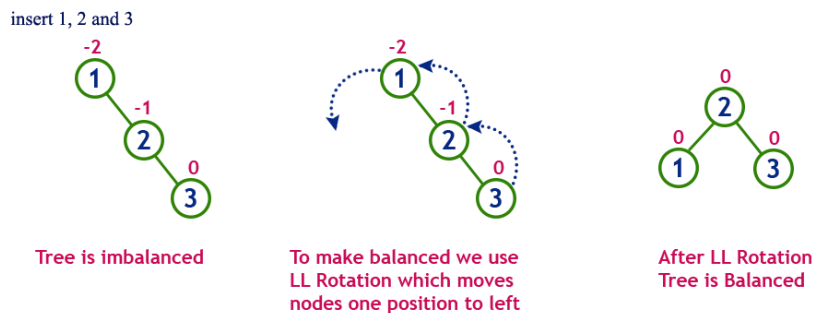 insert 1, 2 and 3
-2
1
-1
2
0
3
Tree is imbalanced
-2
1
-1
2
0
3
To make balanced we use
LL Rotation which moves
nodes one position to left
0
2
0
1
0
3
After LL Rotation
Tree is Balanced